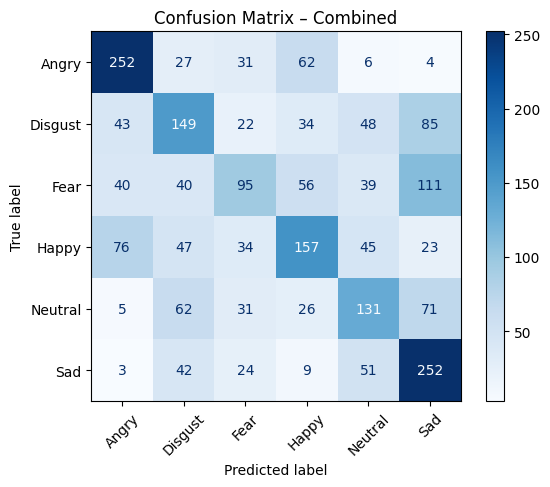 Confusion Matrix – Combined
True label
Angry 252 27 31 62 6 4
Disgust 43 149 22 34 48 85
Fear 40 40 95 56 39 111
Happy 76 47 34 157 45 23
Neutral 5 62 31 26 131 71
Sad 3 42 24 9 51 252
Angry Disgust Fear Happy Neutral Sad
Predicted label
250
200
150
100
50